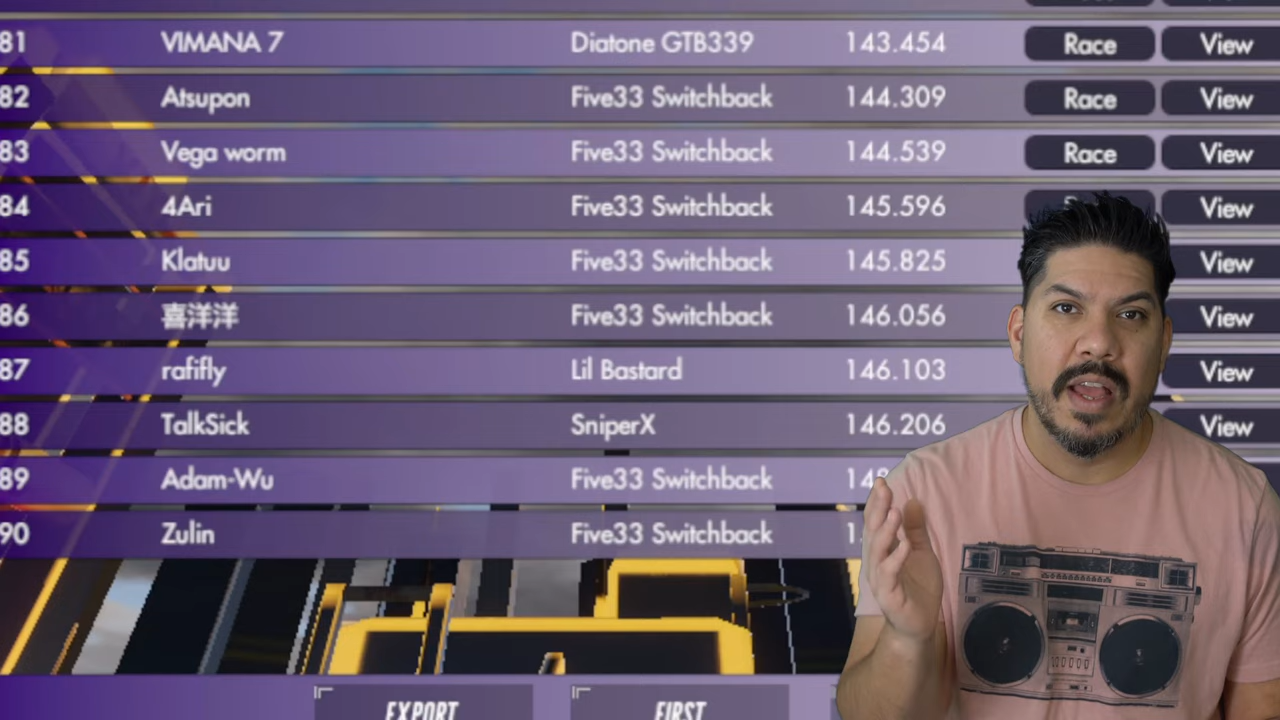 81 VIMANA 7 Diatone GTB339 143.454 Race View
82 Atsupon Five33 Switchback 144.309 Race View
83 Vega worm Five33 Switchback 144.539 Race View
84 4Ari Five33 Switchback 145.596 View
85 Klatuu Five33 Switchback 145.825 View
86 喜洋洋 Five33 Switchback 146.056 View
87 rafifly Lil Bastard 146.103 View
88 TalkSick SniperX 146.206 View
89 Adam-Wu Five33 Switchback
90 Zulin Five33 Switchback
EXPORT FIRST